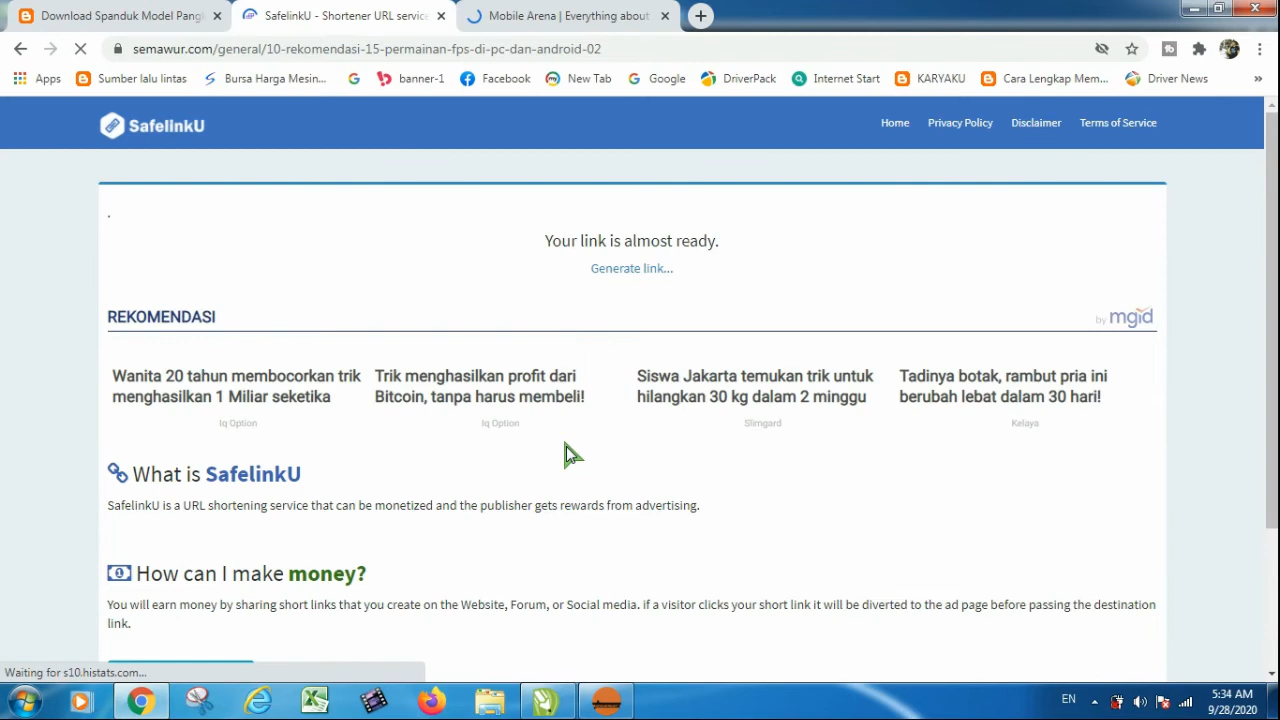 Download Spanduk Model Pangk
SafelinkU - Shortener URL service
Mobile Arena | Everything about
semawur.com/general/10-rekomendasi-15-permainan-fps-di-pc-dan-android-02
Apps
Sumber lalu lintas
Bursa Harga Mesin...
banner-1
Facebook
New Tab
Google
DriverPack
Internet Start
KARYAKU
Cara Lengkap Mem...
Driver News
»
SafelinkU
Home
Privacy Policy
Disclaimer
Terms of Service
.
Your link is almost ready.
Generate link...
REKOMENDASI
by mgid
Wanita 20 tahun membocorkan trik
menghasilkan 1 Miliar seketika
Iq Option
Trik menghasilkan profit dari
Bitcoin, tanpa harus membeli!
Iq Option
Siswa Jakarta temukan trik untuk
hilangkan 30 kg dalam 2 minggu
Slimgard
Tadinya botak, rambut pria ini
berubah lebat dalam 30 hari!
Kelaya
What is SafelinkU
SafelinkU is a URL shortening service that can be monetized and the publisher gets rewards from advertising.
How can I make money?
You will earn money by sharing short links that you create on the Website, Forum, or Social media. if a visitor clicks your short link it will be diverted to the ad page before passing the destination
link.
Waiting for s10.histats.com...
EN
5:34 AM
9/28/2020